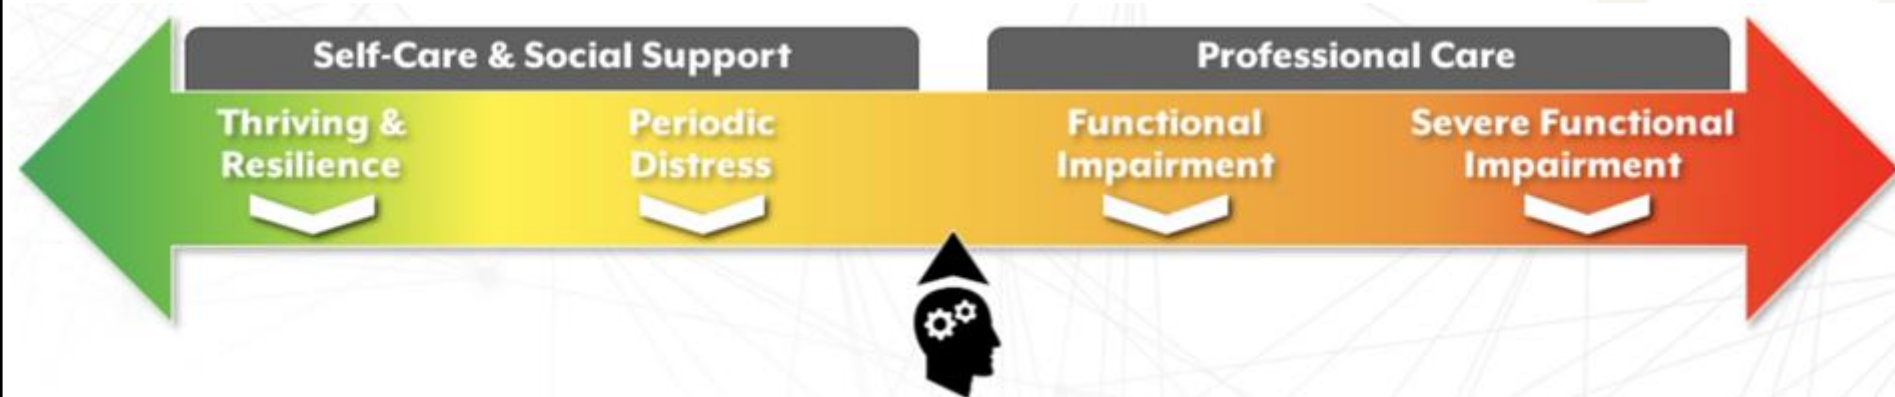 Self-Care & Social Support
Professional Care
Thriving &
Resilience
Periodic
Distress
Functional
Impairment
Severe Functional
Impairment